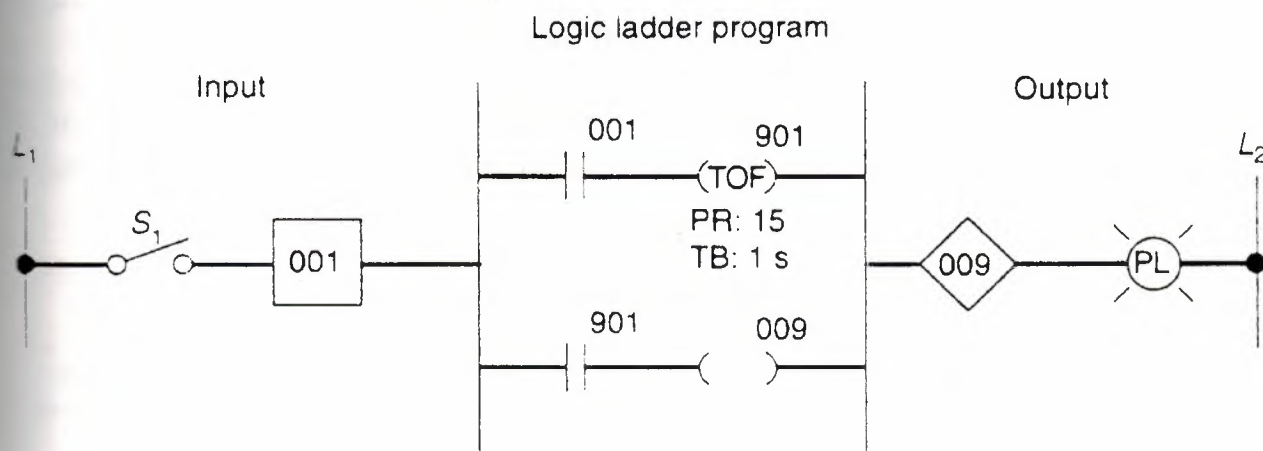 Logic ladder program
Input
Output
L1
L2
001
901
(TOF)
PR: 15
TB: 1 s
S1
001
009
PL
901
009
( )